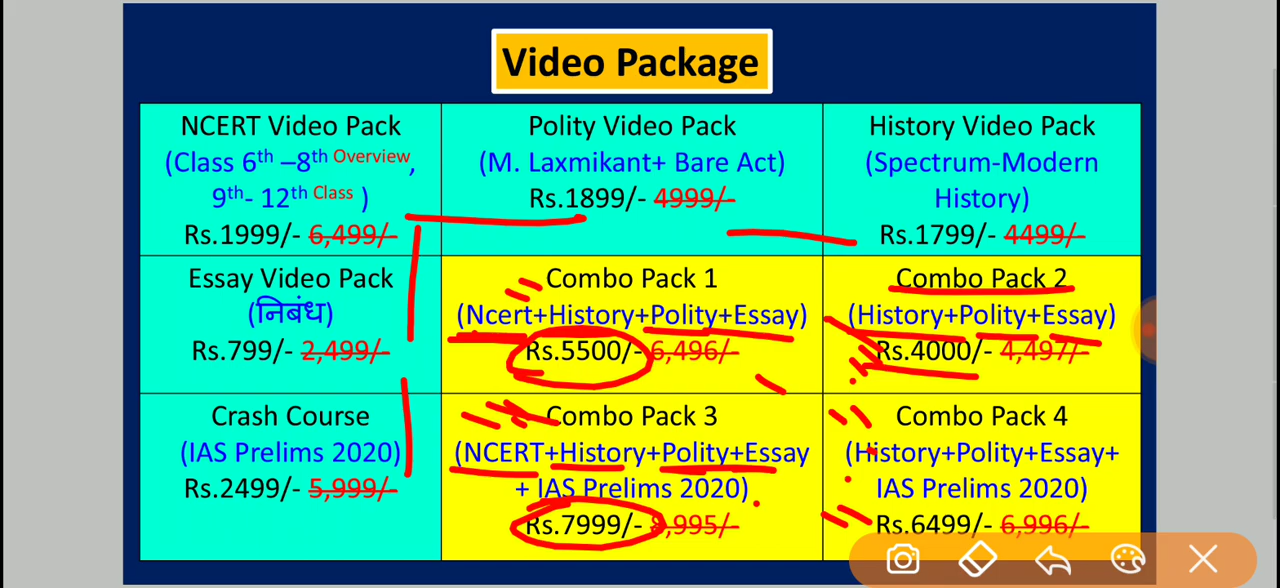 Video Package
NCERT Video Pack
(Class 6th –8th Overview,
9th- 12th Class )
Rs.1999/- 6,499/-
Polity Video Pack
(M. Laxmikant+ Bare Act)
Rs.1899/- 4999/-
History Video Pack
(Spectrum-Modern
History)
Rs.1799/- 4499/-
Essay Video Pack
(निबंध)
Rs.799/- 2,499/-
Combo Pack 1
(Ncert+History+Polity+Essay)
Rs.5500/- 6,496/-
Combo Pack 2
(History+Polity+Essay)
Rs.4000/- 4,497/-
Crash Course
(IAS Prelims 2020)
Rs.2499/- 5,999/-
Combo Pack 3
(NCERT+History+Polity+Essay
+ IAS Prelims 2020)
Rs.7999/- 8,995/-
Combo Pack 4
(History+Polity+Essay+
IAS Prelims 2020)
Rs.6499/- 6,996/-